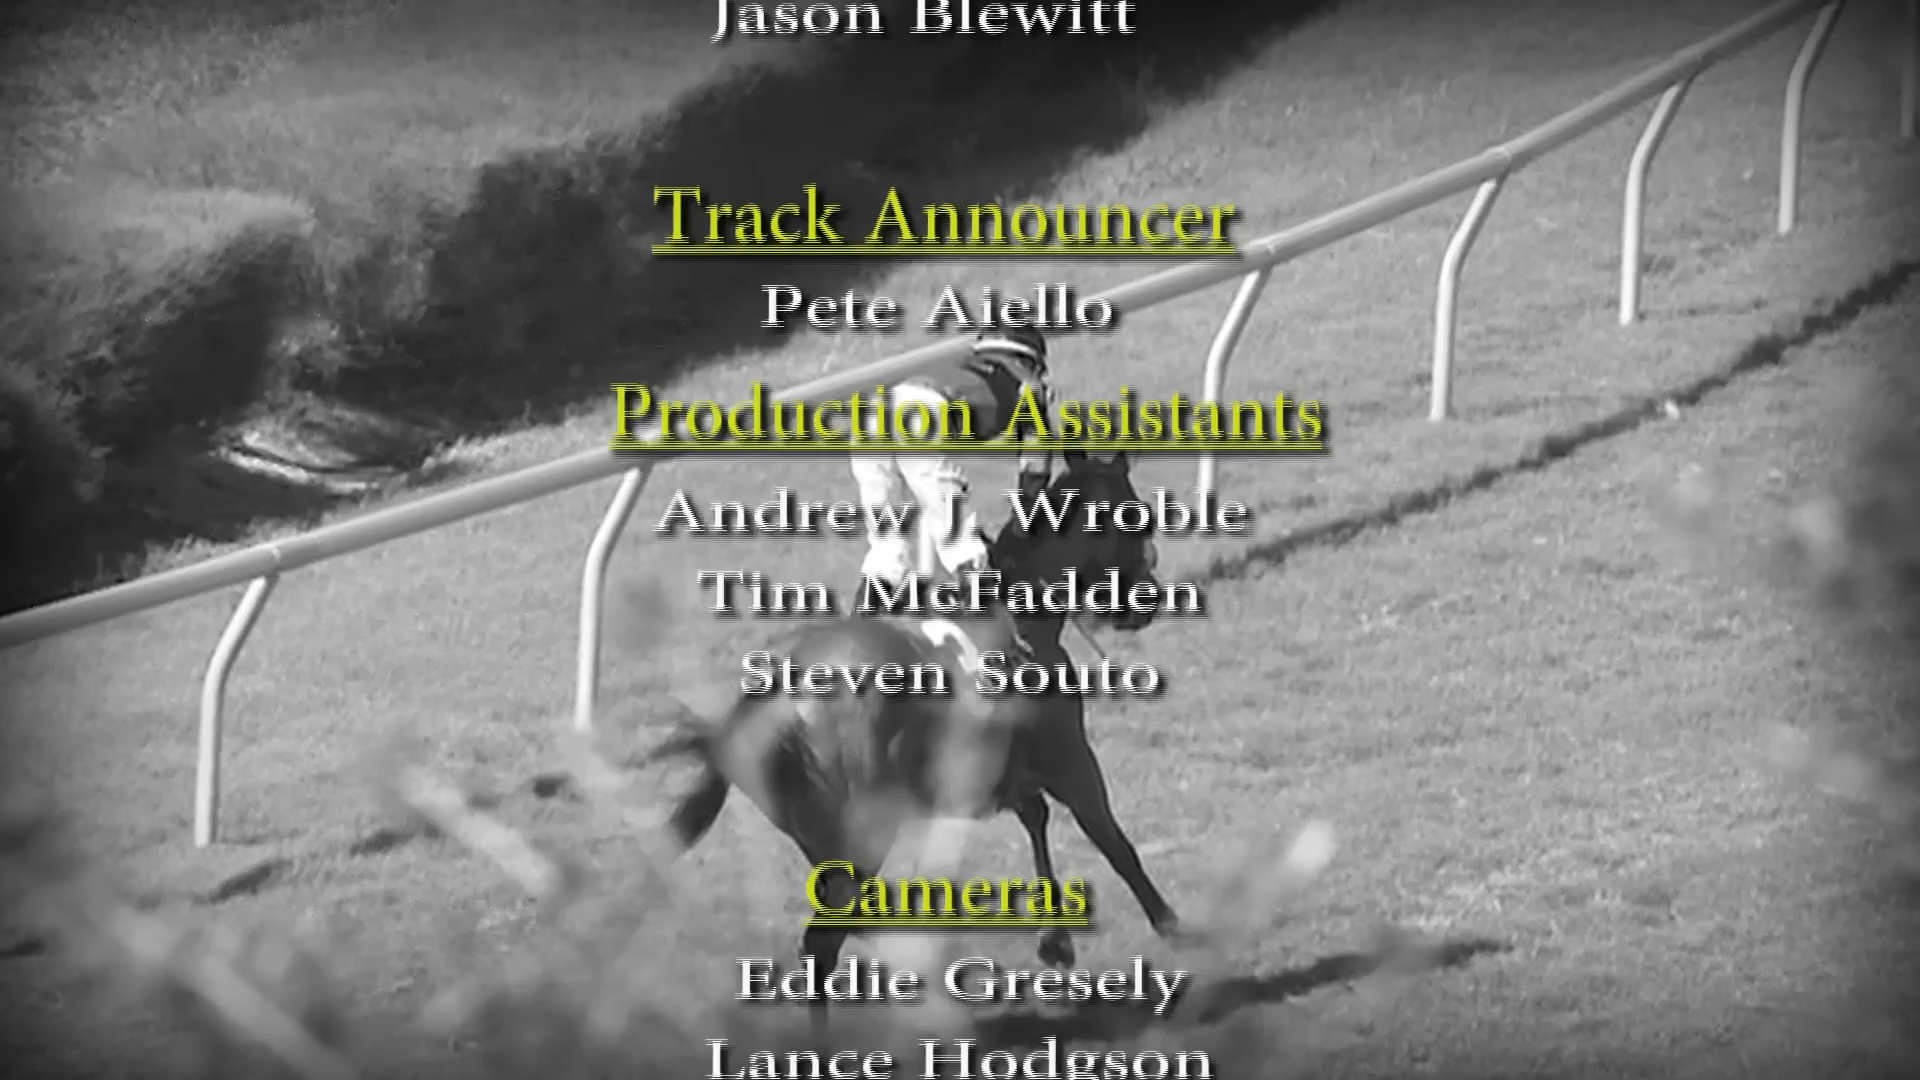 Jason Blewitt
Track Announcer
Pete Aiello
Production Assistants
Andrew J. Wroble
Tim McFadden
Steven Souto
Cameras
Eddie Gresely
Lance Hodgson